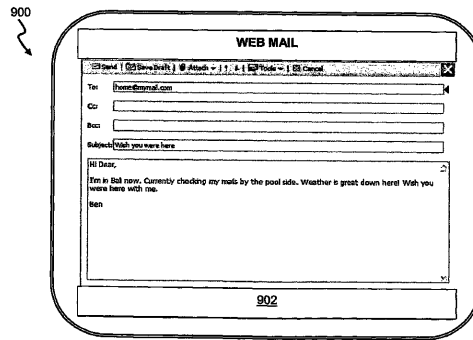 900
WEB MAIL
Send | Save Draft | Attach | ↑ ↓ | Tools | Cancel
To: home@mymail.com
Cc:
Bcc:
Subject: Wish you were here
Hi Dear,
I'm in Bali now. Currently checking my mails by the pool side. Weather is great down here! Wish you
were here with me.
Ben
902